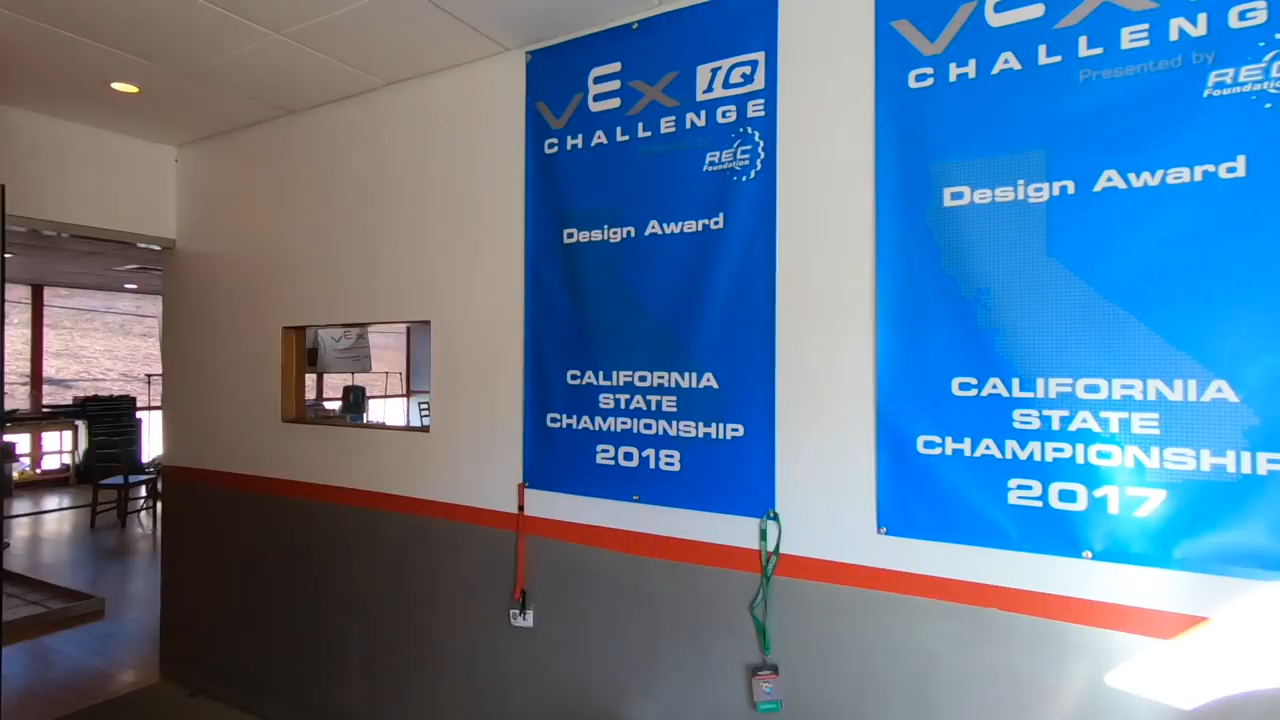 VEX IQ
CHALLENGE
REC
Foundation
Design Award
CALIFORNIA
STATE
CHAMPIONSHIP
2018
VEX
CHALLENGE
Presented by
REC
Foundation
Design Award
CALIFORNIA
STATE
CHAMPIONSHIP
2017
VEX